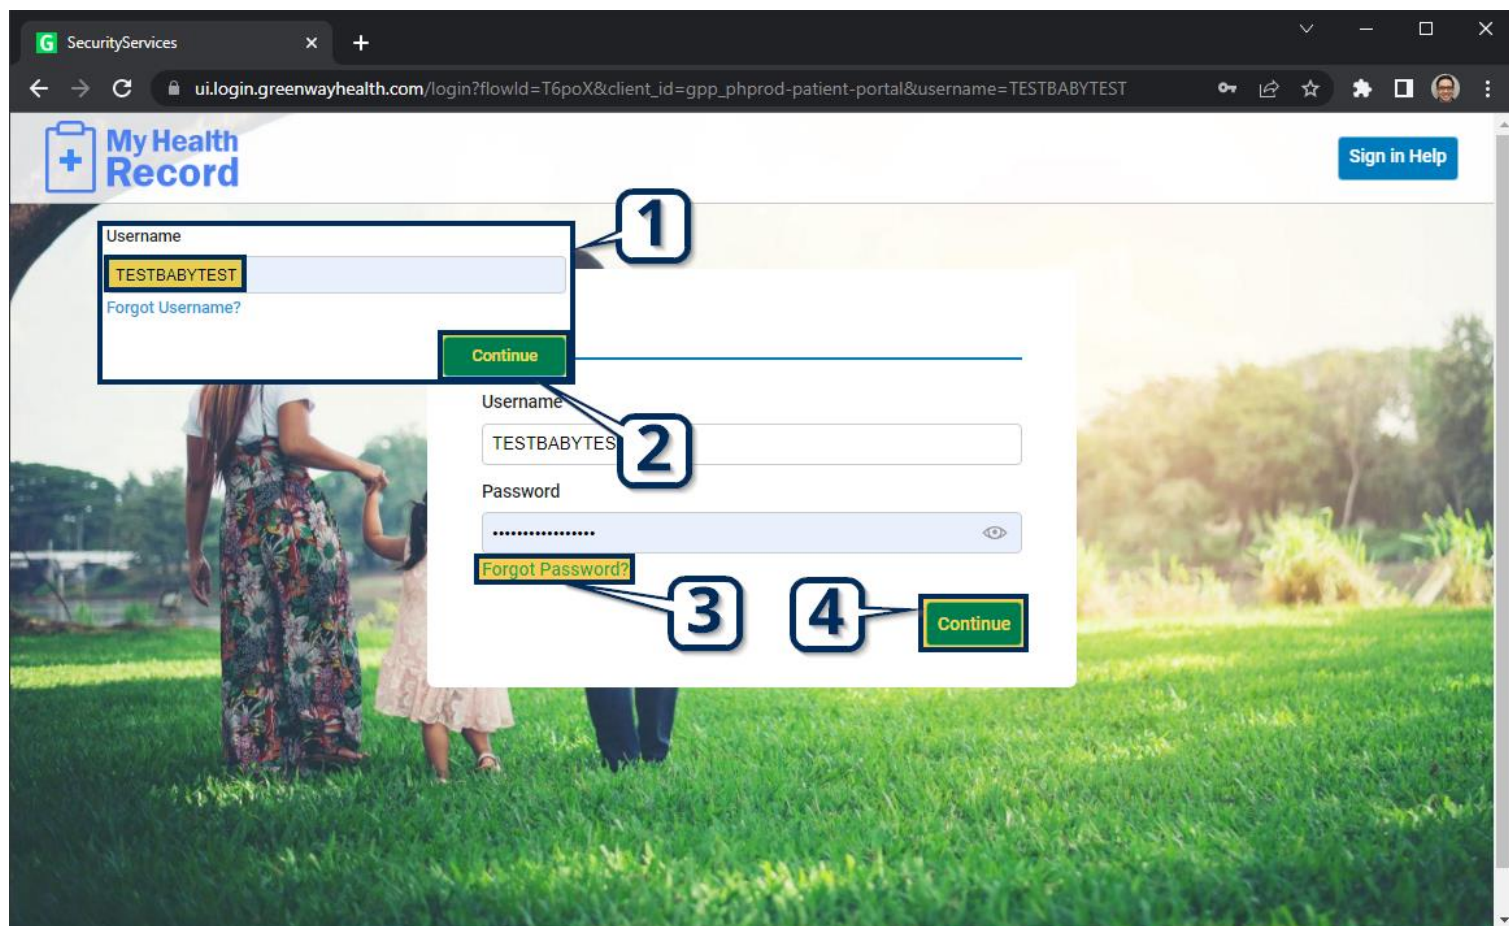 G SecurityServices
ui.login.greenwayhealth.com/login?flowId=T6poX&client_id=gpp_phprod-patient-portal&username=TESTBABYTEST
My Health
Record
Sign in Help
1
Username
TESTBABYTEST
Forgot Username?
Continue
Username
2
TESTBABYTES
Password
Forgot Password?
3
4
Continue